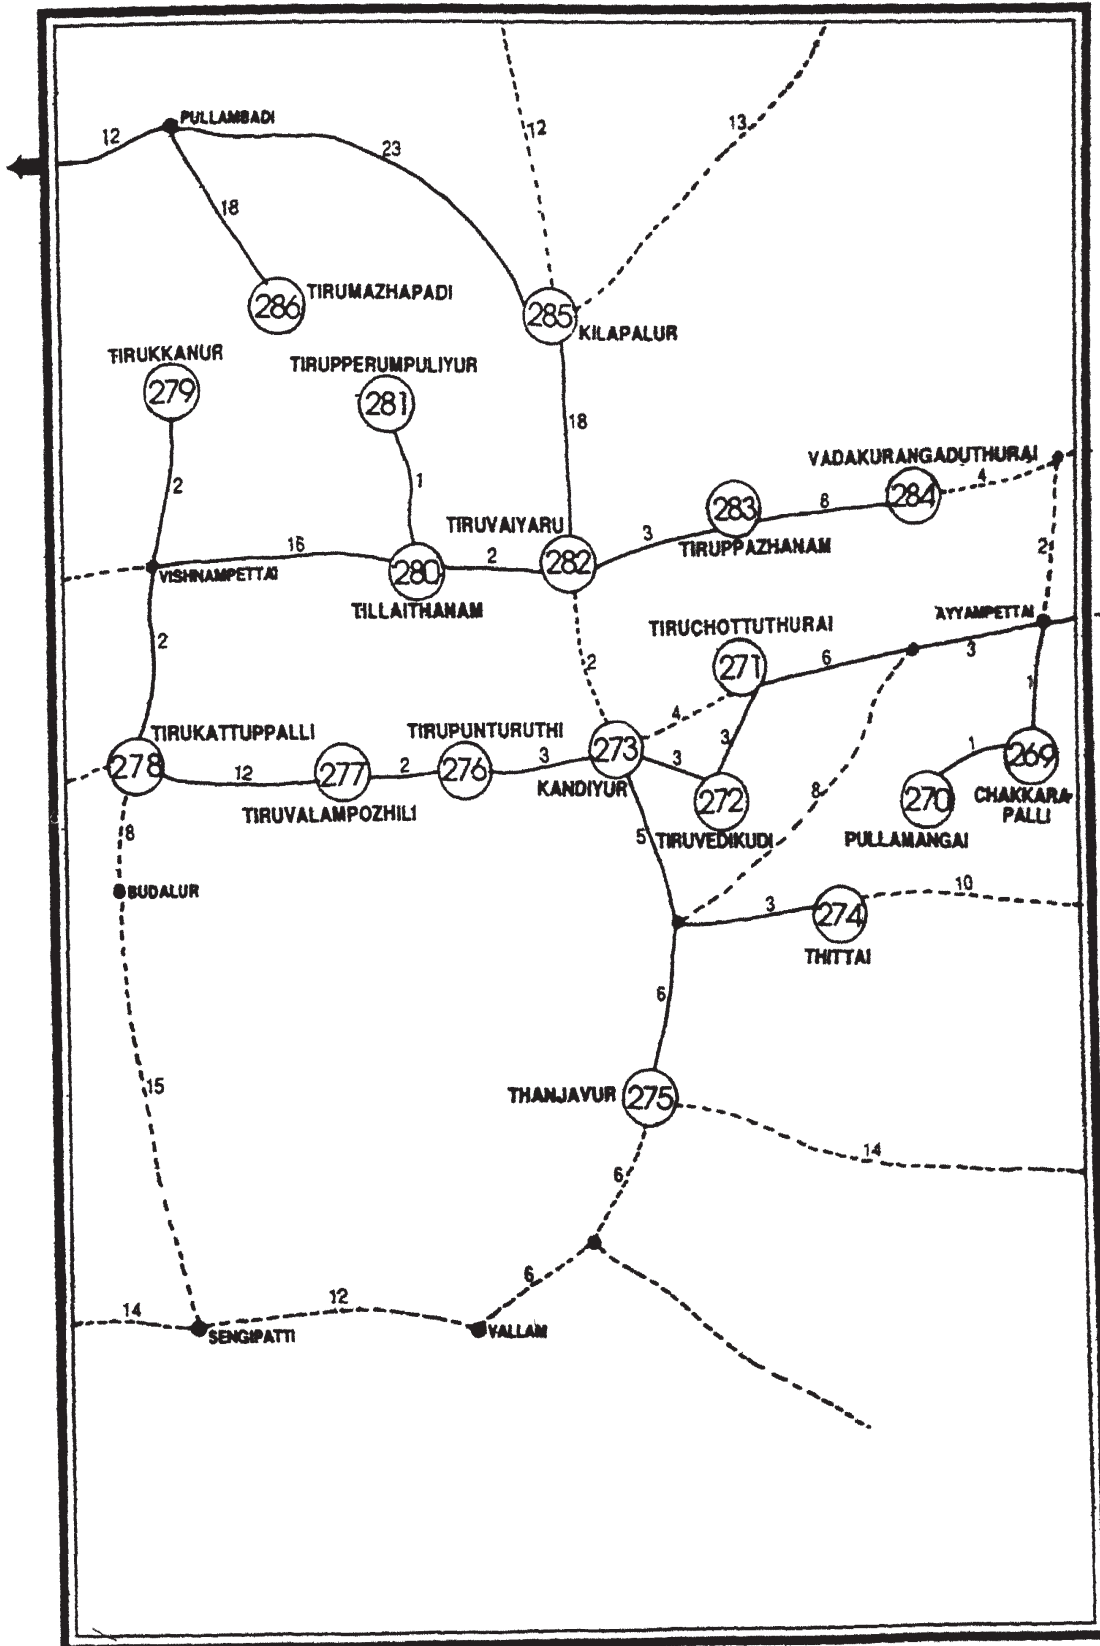 PULLAMBADI
12
23
12
13
18
286
TIRUMAZHAPADI
285
KILAPALUR
TIRUKKANUR
279
TIRUPPERUMPULIYUR
281
18
2
1
VADAKURANGADUTHURAI
4
284
8
283
TIRUPPAZHANAM
3
TIRUVAIYARU
282
2
16
280
TILLAITHANAM
VISHNAMPETTAI
2
2
AYYAMPETTAI
TIRUCHOTTUTHURAI
271
6
3
2
4
3
1
TIRUKATTUPPALLI
278
12
277
TIRUVALAMPOZHILI
2
TIRUPUNTURUTHI
276
3
273
KANDIYUR
3
272
TIRUVEDIKUDI
8
1
269
CHAKKARA-
PALLI
270
PULLAMANGAI
8
BUDALUR
5
3
274
THITTAI
10
6
15
THANJAVUR
275
14
6
6
14
12
SENGIPATTI
VALLAM